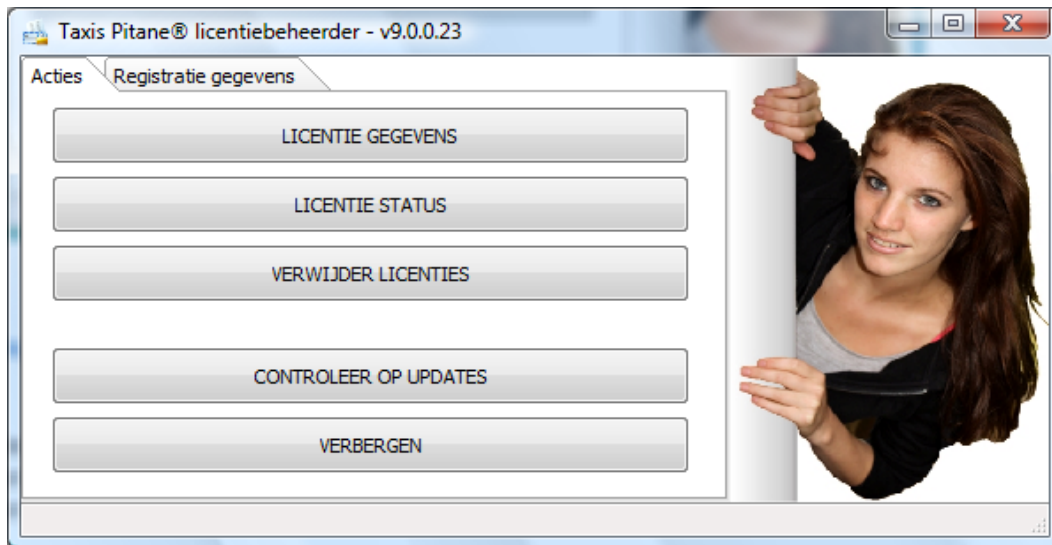 Taxis Pitane® licentiebeheerder - v9.0.0.23
Acties Registratie gegevens
LICENTIE GEGEVENS
LICENTIE STATUS
VERWIJDER LICENTIES
CONTROLEER OP UPDATES
VERBERGEN